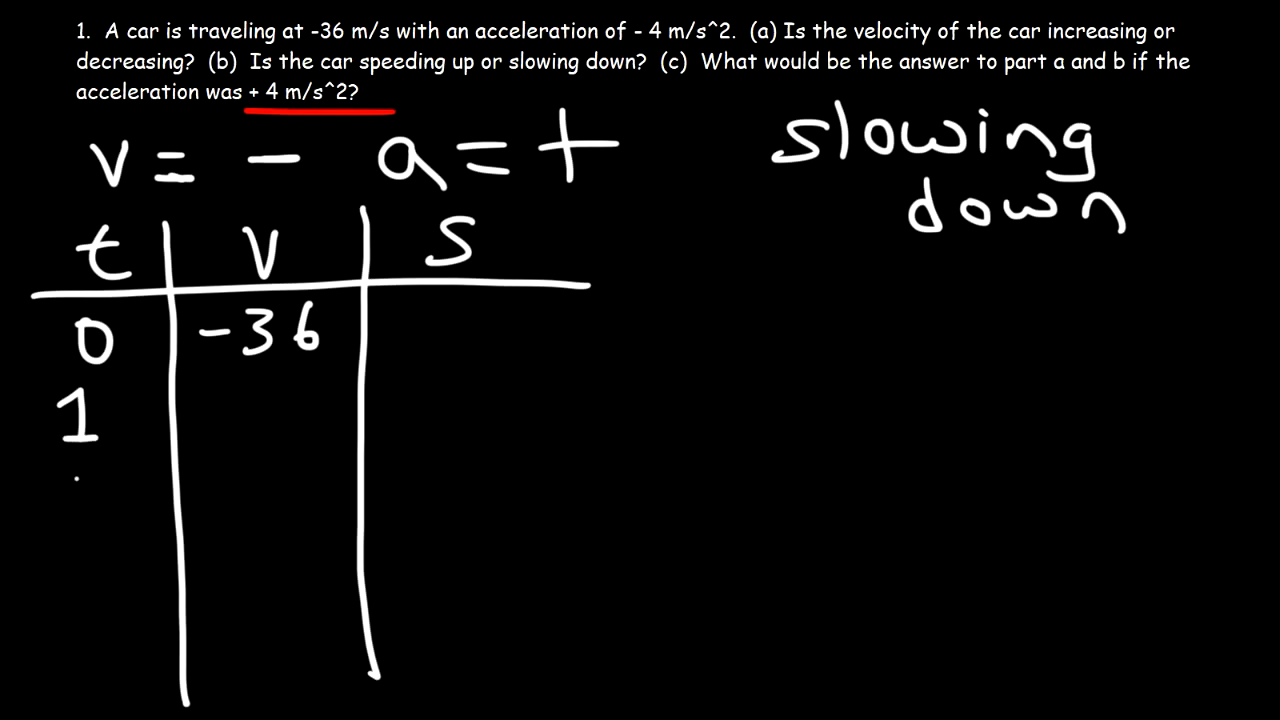 1. A car is traveling at -36 m/s with an acceleration of - 4 m/s^2. (a) Is the velocity of the car increasing or
decreasing? (b) Is the car speeding up or slowing down? (c) What would be the answer to part a and b if the
acceleration was + 4 m/s^2?
v = - a = + slowing
down
t v s
0 -36
1